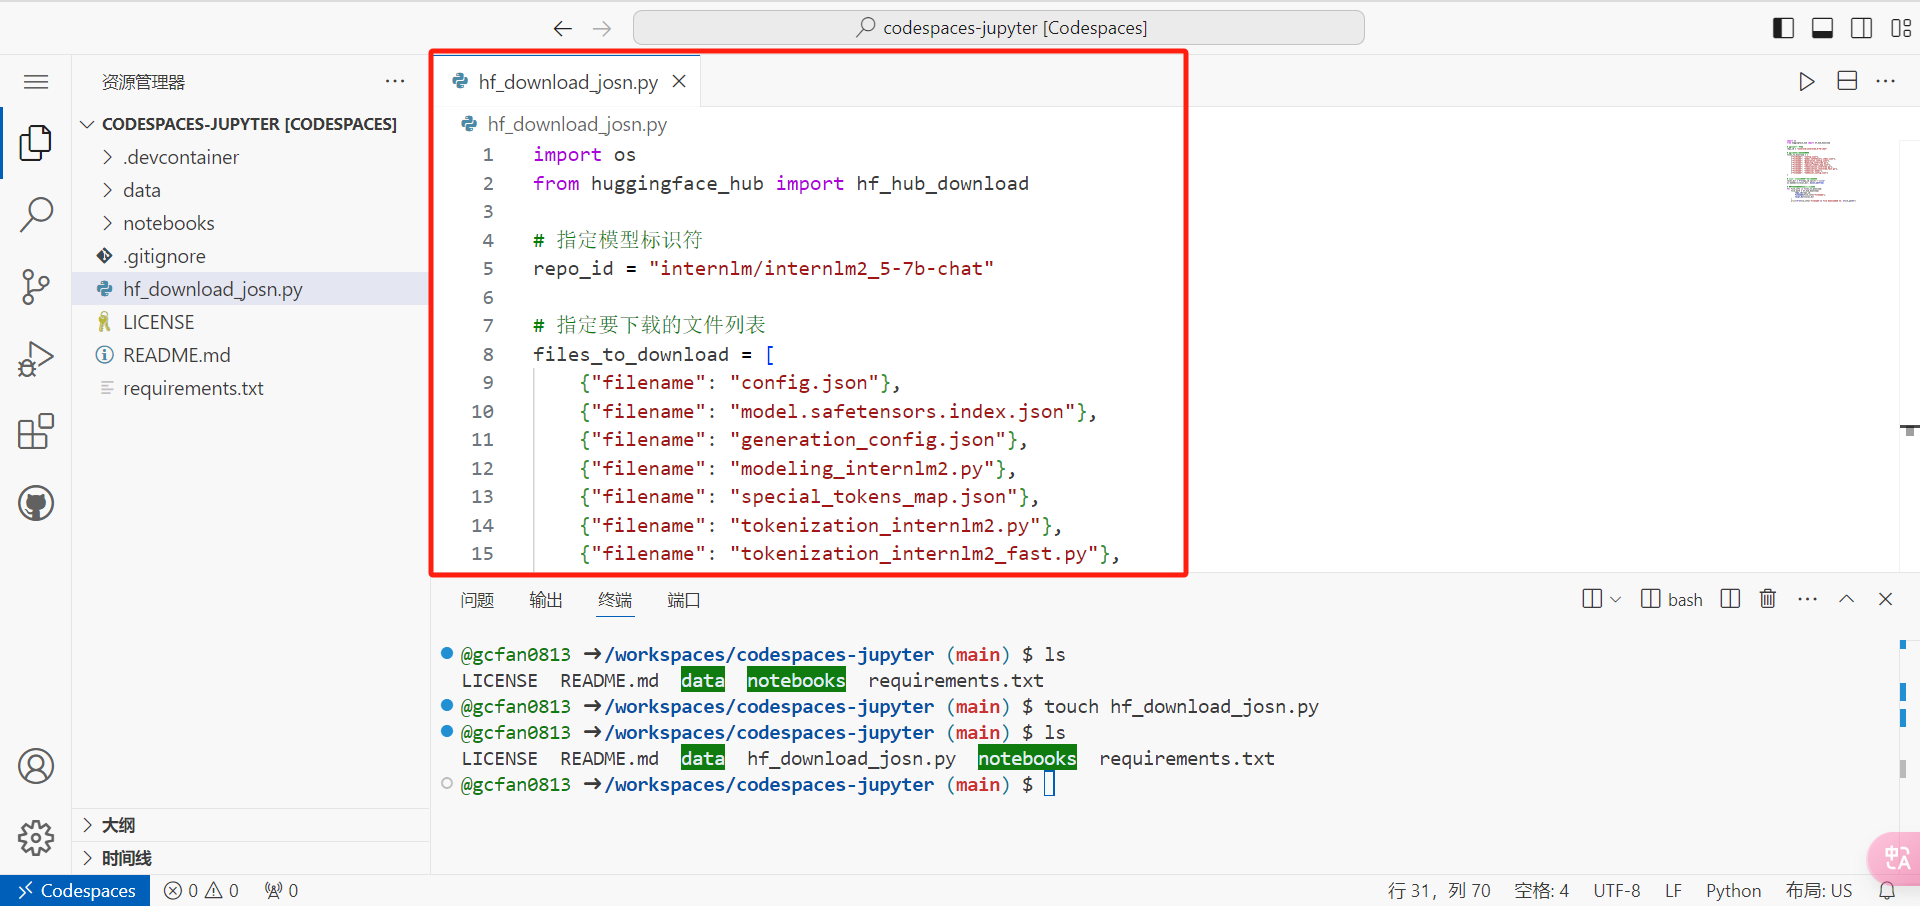 codespaces-jupyter [Codespaces]
资源管理器
CODESPACES-JUPYTER [CODESPACES]
.devcontainer
data
notebooks
.gitignore
hf_download_josn.py
LICENSE
README.md
requirements.txt
大纲
时间线
hf_download_josn.py
hf_download_josn.py
1 import os
2 from huggingface_hub import hf_hub_download
3
4 # 指定模型标识符
5 repo_id = "internlm/internlm2_5-7b-chat"
6
7 # 指定要下载的文件列表
8 files_to_download = [
9 {"filename": "config.json"},
10 {"filename": "model.safetensors.index.json"},
11 {"filename": "generation_config.json"},
12 {"filename": "modeling_internlm2.py"},
13 {"filename": "special_tokens_map.json"},
14 {"filename": "tokenization_internlm2.py"},
15 {"filename": "tokenization_internlm2_fast.py"},
问题 输出 终端 端口
bash
@gcfan0813 ➜/workspaces/codespaces-jupyter (main) $ ls
LICENSE README.md data notebooks requirements.txt
@gcfan0813 ➜/workspaces/codespaces-jupyter (main) $ touch hf_download_josn.py
@gcfan0813 ➜/workspaces/codespaces-jupyter (main) $ ls
LICENSE README.md data hf_download_josn.py notebooks requirements.txt
@gcfan0813 ➜/workspaces/codespaces-jupyter (main) $
中A
Codespaces 0 0 0
行 31，列 70 空格: 4 UTF-8 LF Python 布局: US